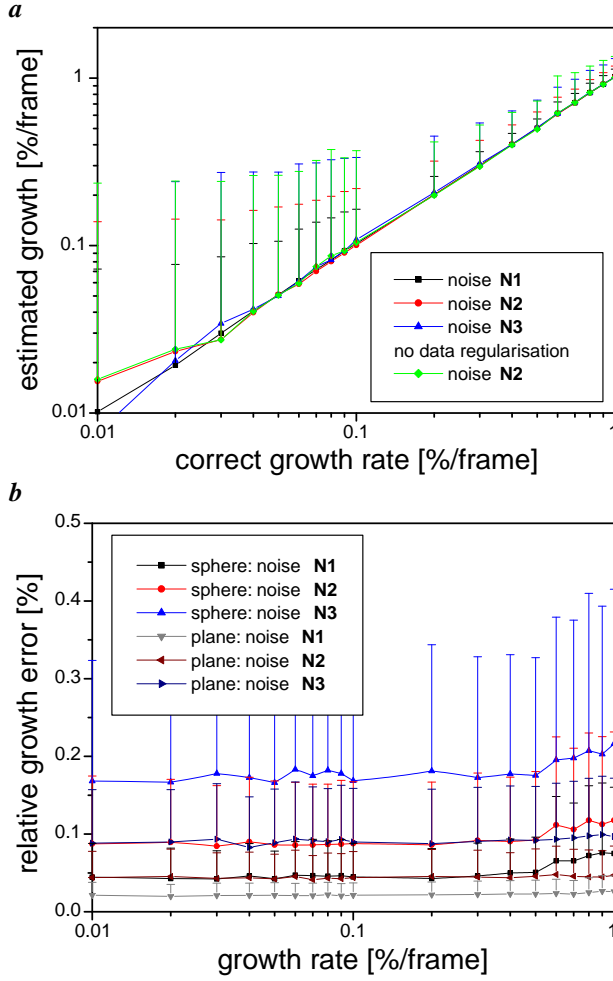 a
estimated growth [%/frame]
1
0.1
0.01
noise N1
noise N2
noise N3
no data regularisation
noise N2
0.01 0.1 1
correct growth rate [%/frame]
b
relative growth error [%]
0.5
0.4
0.3
0.2
0.1
0.0
sphere: noise N1
sphere: noise N2
sphere: noise N3
plane: noise N1
plane: noise N2
plane: noise N3
0.01 0.1 1
growth rate [%/frame]